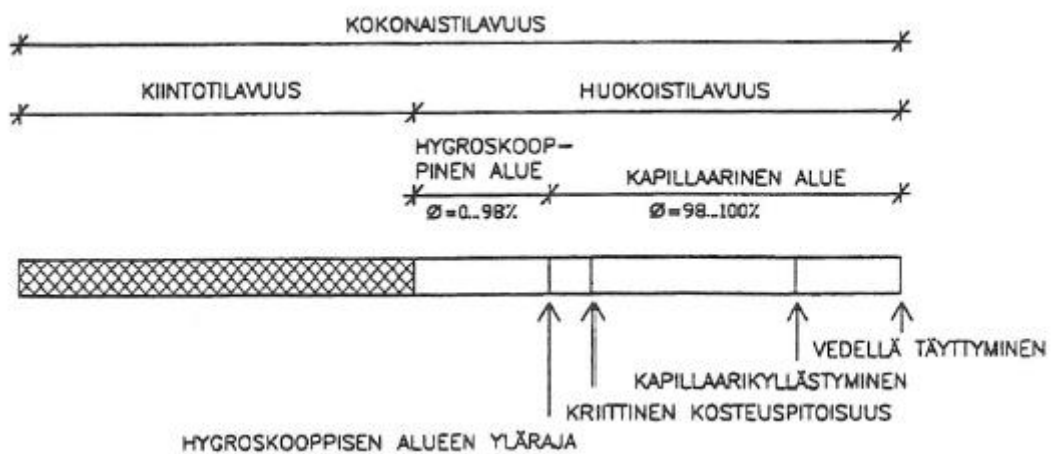 KOKONAISTILAVUUS
KIINTOTILAVUUS
HUOKOISTILAVUUS
HYGROSKOOP-
PINEN ALUE
KAPILLAARINEN ALUE
Ø=0..98%
Ø=98..100%
VEDELLÄ TÄYTTYMINEN
KAPILLAARIKYLLÄSTYMINEN
KRIITTINEN KOSTEUSPITOISUUS
HYGROSKOOPPISEN ALUEEN YLÄRAJA